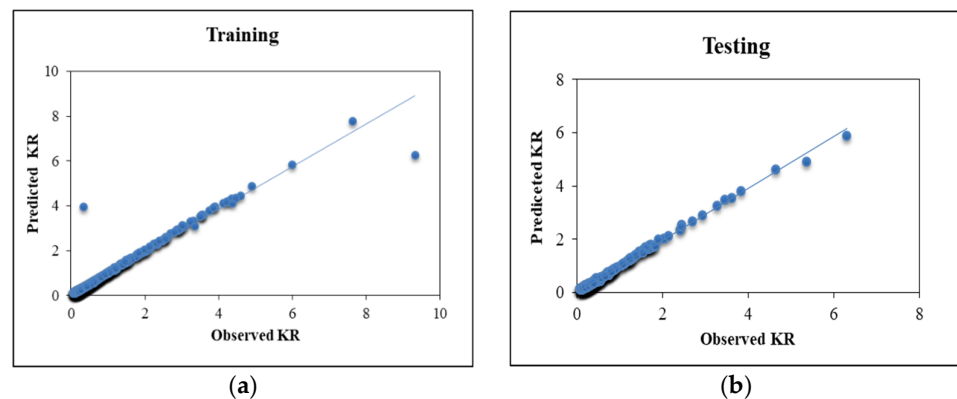 Training
10
8
6
4
2
0
0 2 4 6 8 10
Predicted KR
Observed KR
(a)
Testing
8
6
4
2
0
0 2 4 6 8
Prediceted KR
Observed KR
(b)